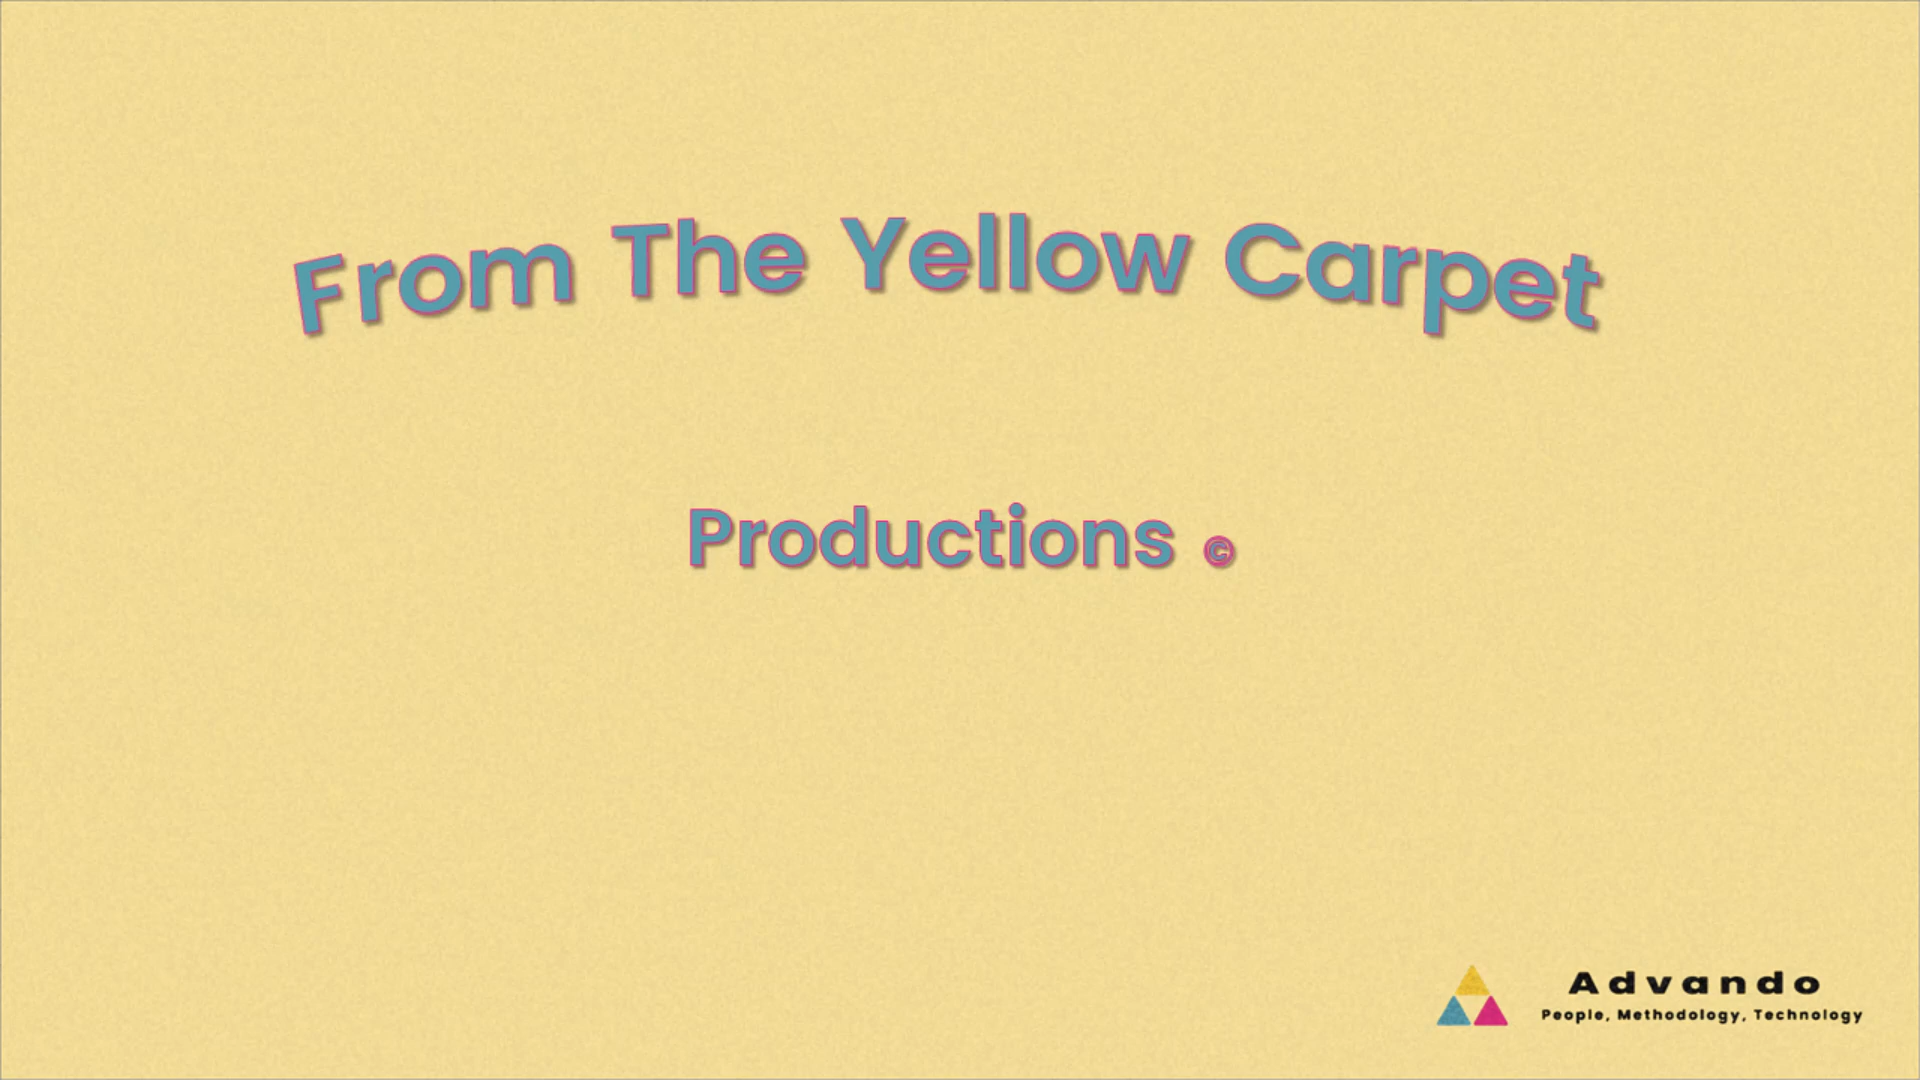 From The Yellow Carpet
Productions ©
Advando
People, Methodology, Technology